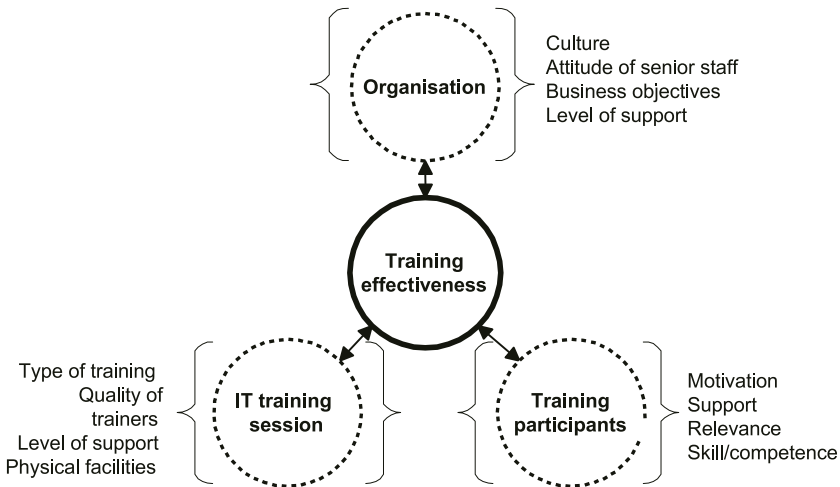 Organisation
Culture
Attitude of senior staff
Business objectives
Level of support
Training
effectiveness
Type of training
Quality of
trainers
Level of support
Physical facilities
IT training
session
Training
participants
Motivation
Support
Relevance
Skill/competence